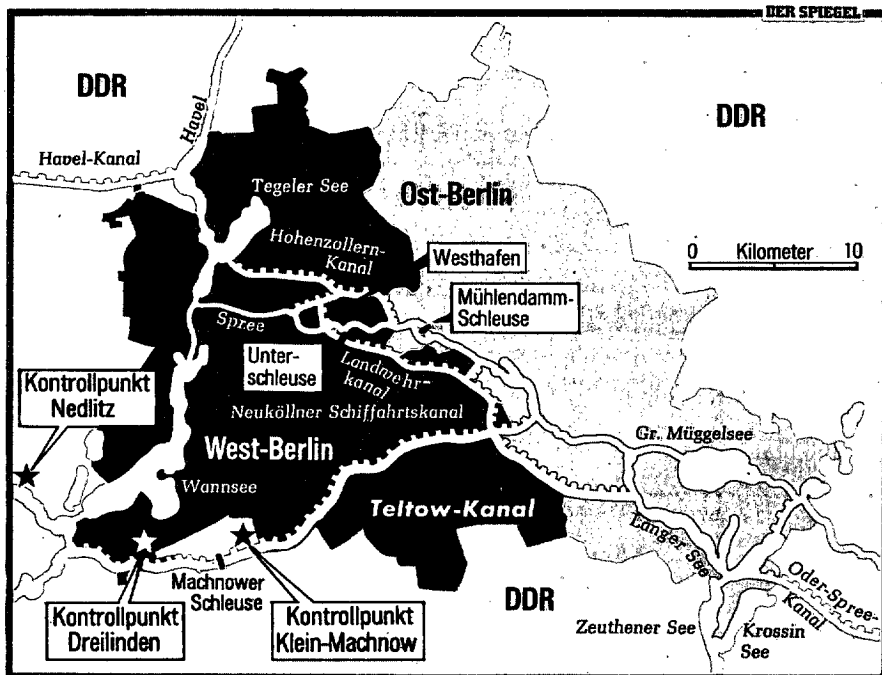 DER SPIEGEL
DDR
Havel
DDR
Havel-Kanal
Tegeler See
Ost-Berlin
Hohenzollern-
Kanal
Westhafen
0 Kilometer 10
Mühlendamm-
Schleuse
Spree
Unter-
schleuse
Landwehr-
kanal
Kontrollpunkt
Nedlitz
Neuköllner Schiffahrtskanal
Gr. Müggelsee
West-Berlin
Wannsee
Teltow-Kanal
Langer See
Machnower
Schleuse
Oder-Spree-
Kanal
DDR
Kontrollpunkt
Dreilinden
Kontrollpunkt
Klein-Machnow
Zeuthener See
Krossin
See